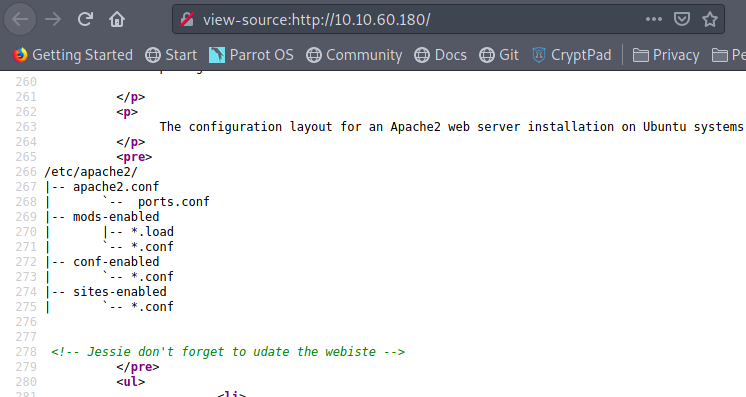 view-source:http://10.10.60.180/
Getting Started Start Parrot OS Community Docs Git CryptPad Privacy Pe
260
261 </p>
262 <p>
263 The configuration layout for an Apache2 web server installation on Ubuntu systems
264 </p>
265 <pre>
266 /etc/apache2/
267 |-- apache2.conf
268 |       `--  ports.conf
269 |-- mods-enabled
270 |       |-- *.load
271 |       `-- *.conf
272 |-- conf-enabled
273 |       `-- *.conf
274 |-- sites-enabled
275 |       `-- *.conf
276
277
278 <!-- Jessie don't forget to udate the webiste -->
279 </pre>
280 <ul>
281 <li>